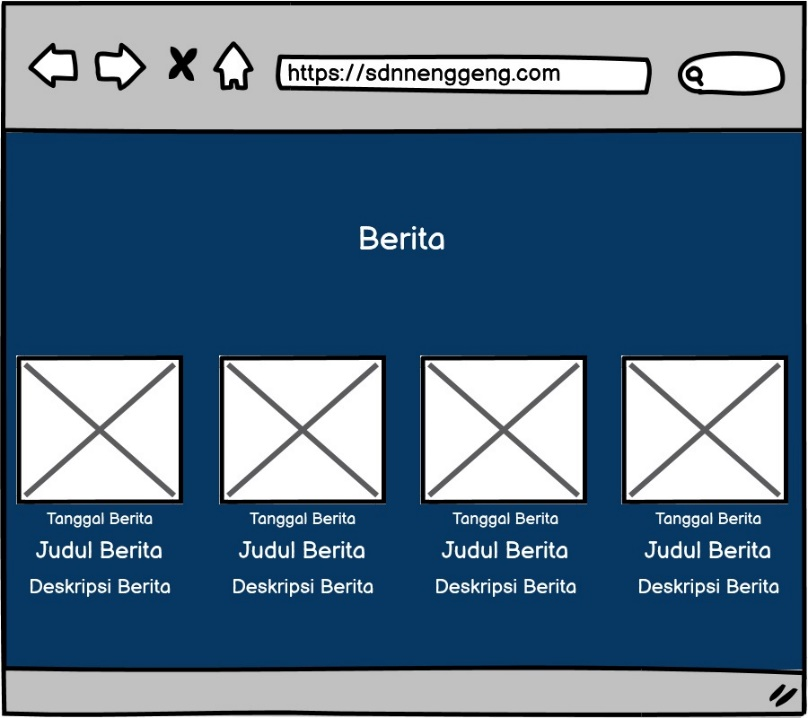 https://sdnnenggeng.com
Berita
Tanggal Berita Tanggal Berita Tanggal Berita Tanggal Berita
Judul Berita Judul Berita Judul Berita Judul Berita
Deskripsi Berita Deskripsi Berita Deskripsi Berita Deskripsi Berita